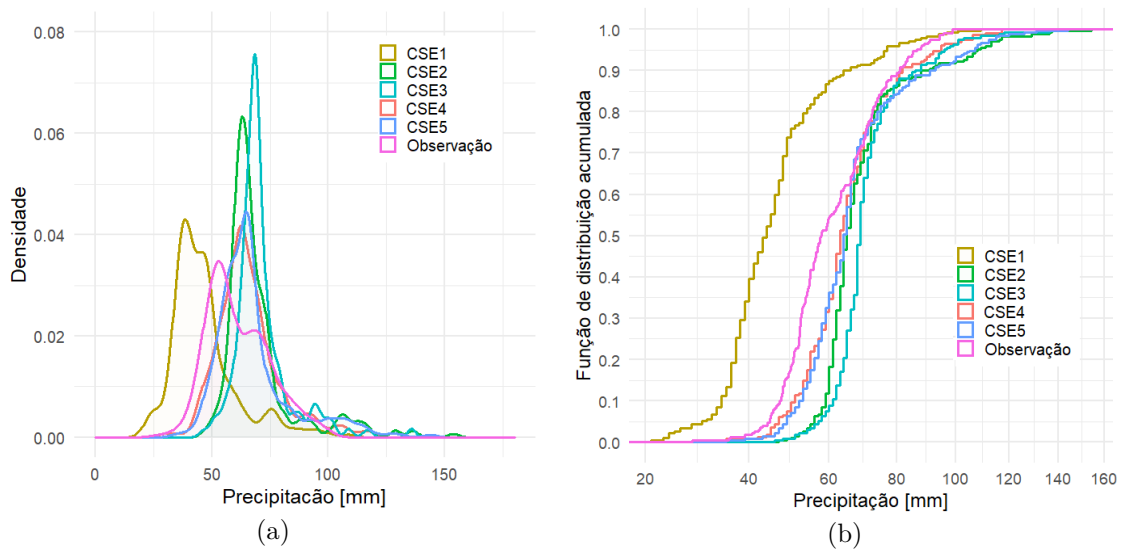 0.08
0.06
0.04
0.02
0.00
Densidade
CSE1
CSE2
CSE3
CSE4
CSE5
Observação
0
50
100
150
Precipitacão [mm]
(a)
1.0
0.9
0.8
0.7
0.6
0.5
0.4
0.3
0.2
0.1
0.0
Função de distribuição acumulada
CSE1
CSE2
CSE3
CSE4
CSE5
Observação
20
40
60
80
100
120
140
160
Precipitação [mm]
(b)